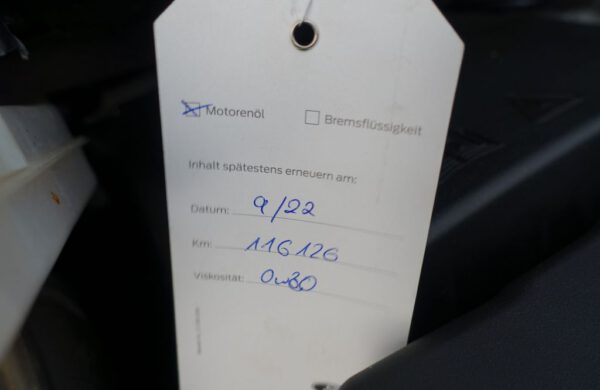 Motorenöl Bremsflüssigkeit
Inhalt spätestens erneuern am:
Datum: 9/22
Km: 116126
Viskosität: 0w30